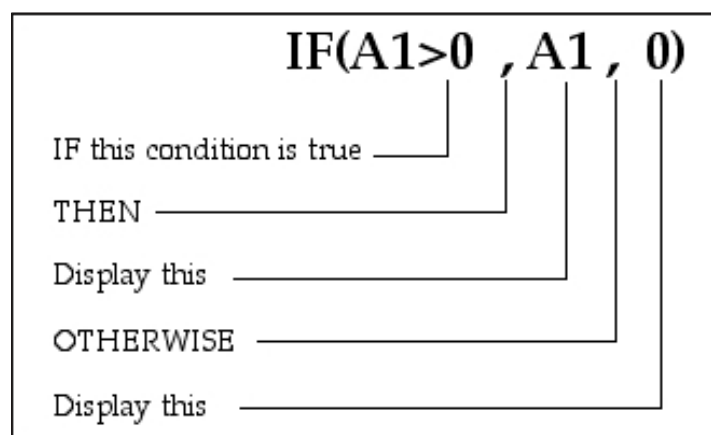 IF(A1>0 , A1 , 0)
IF this condition is true
THEN
Display this
OTHERWISE
Display this